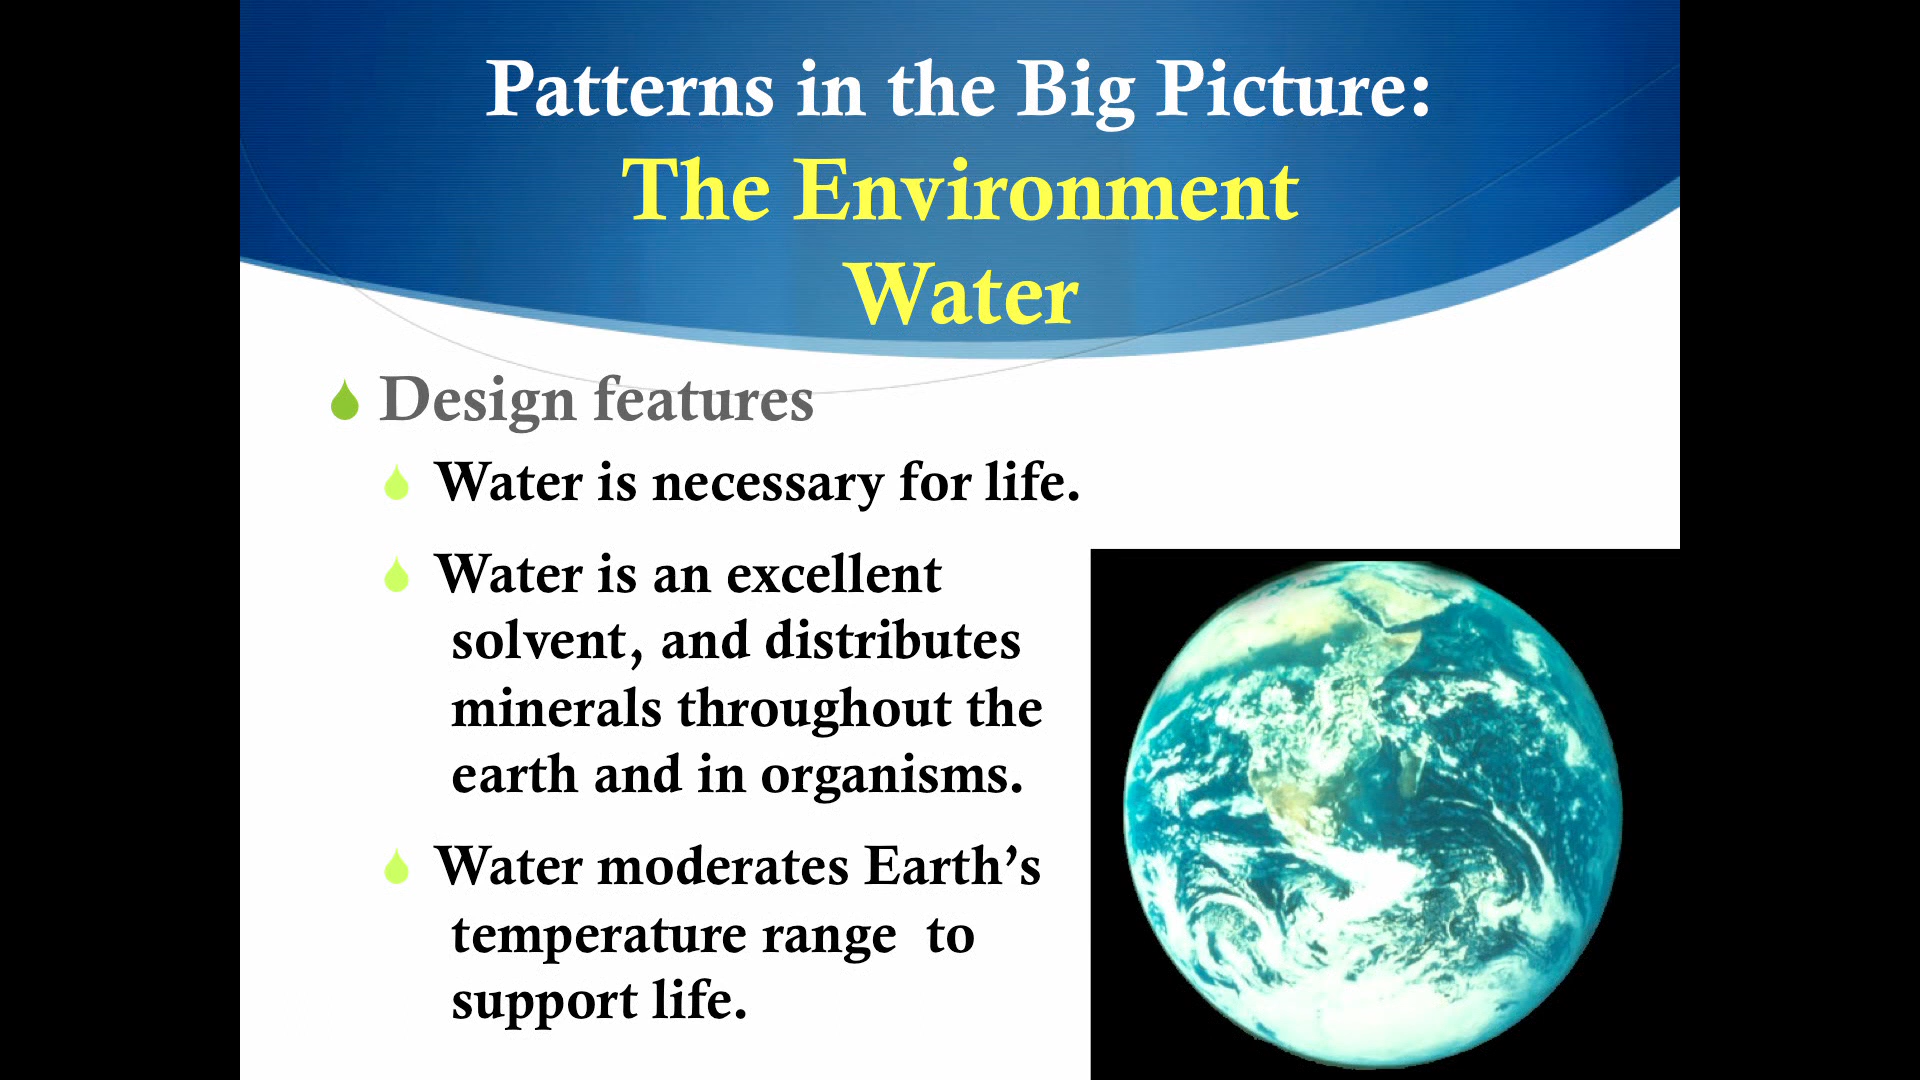 Patterns in the Big Picture:
The Environment
Water
Design features
Water is necessary for life.
Water is an excellent
solvent, and distributes
minerals throughout the
earth and in organisms.
Water moderates Earth’s
temperature range  to
support life.